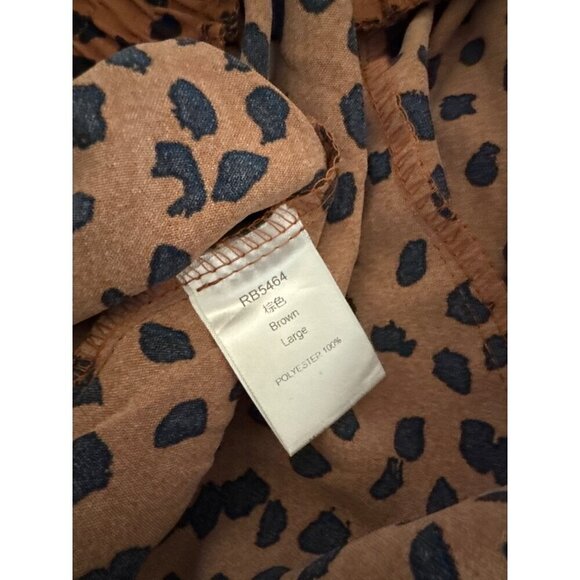 RB5464
棕色
Brown
Large
POLYESTER 100%